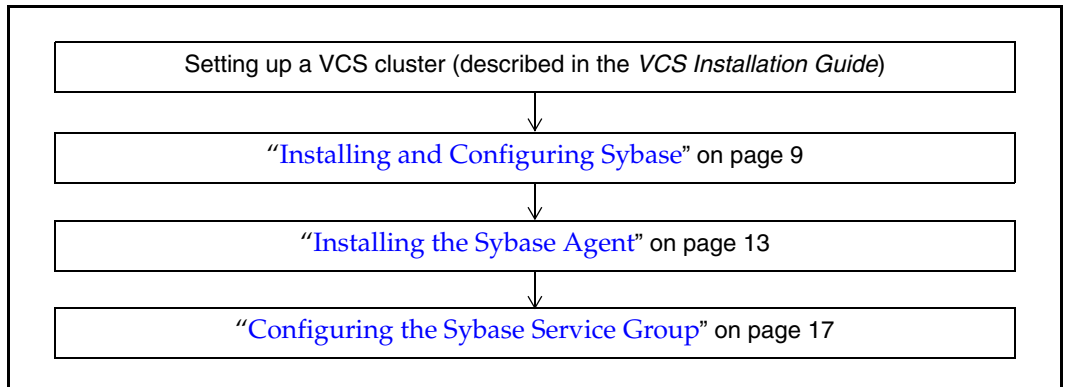 Setting up a VCS cluster (described in the VCS Installation Guide)
“Installing and Configuring Sybase” on page 9
“Installing the Sybase Agent” on page 13
“Configuring the Sybase Service Group” on page 17